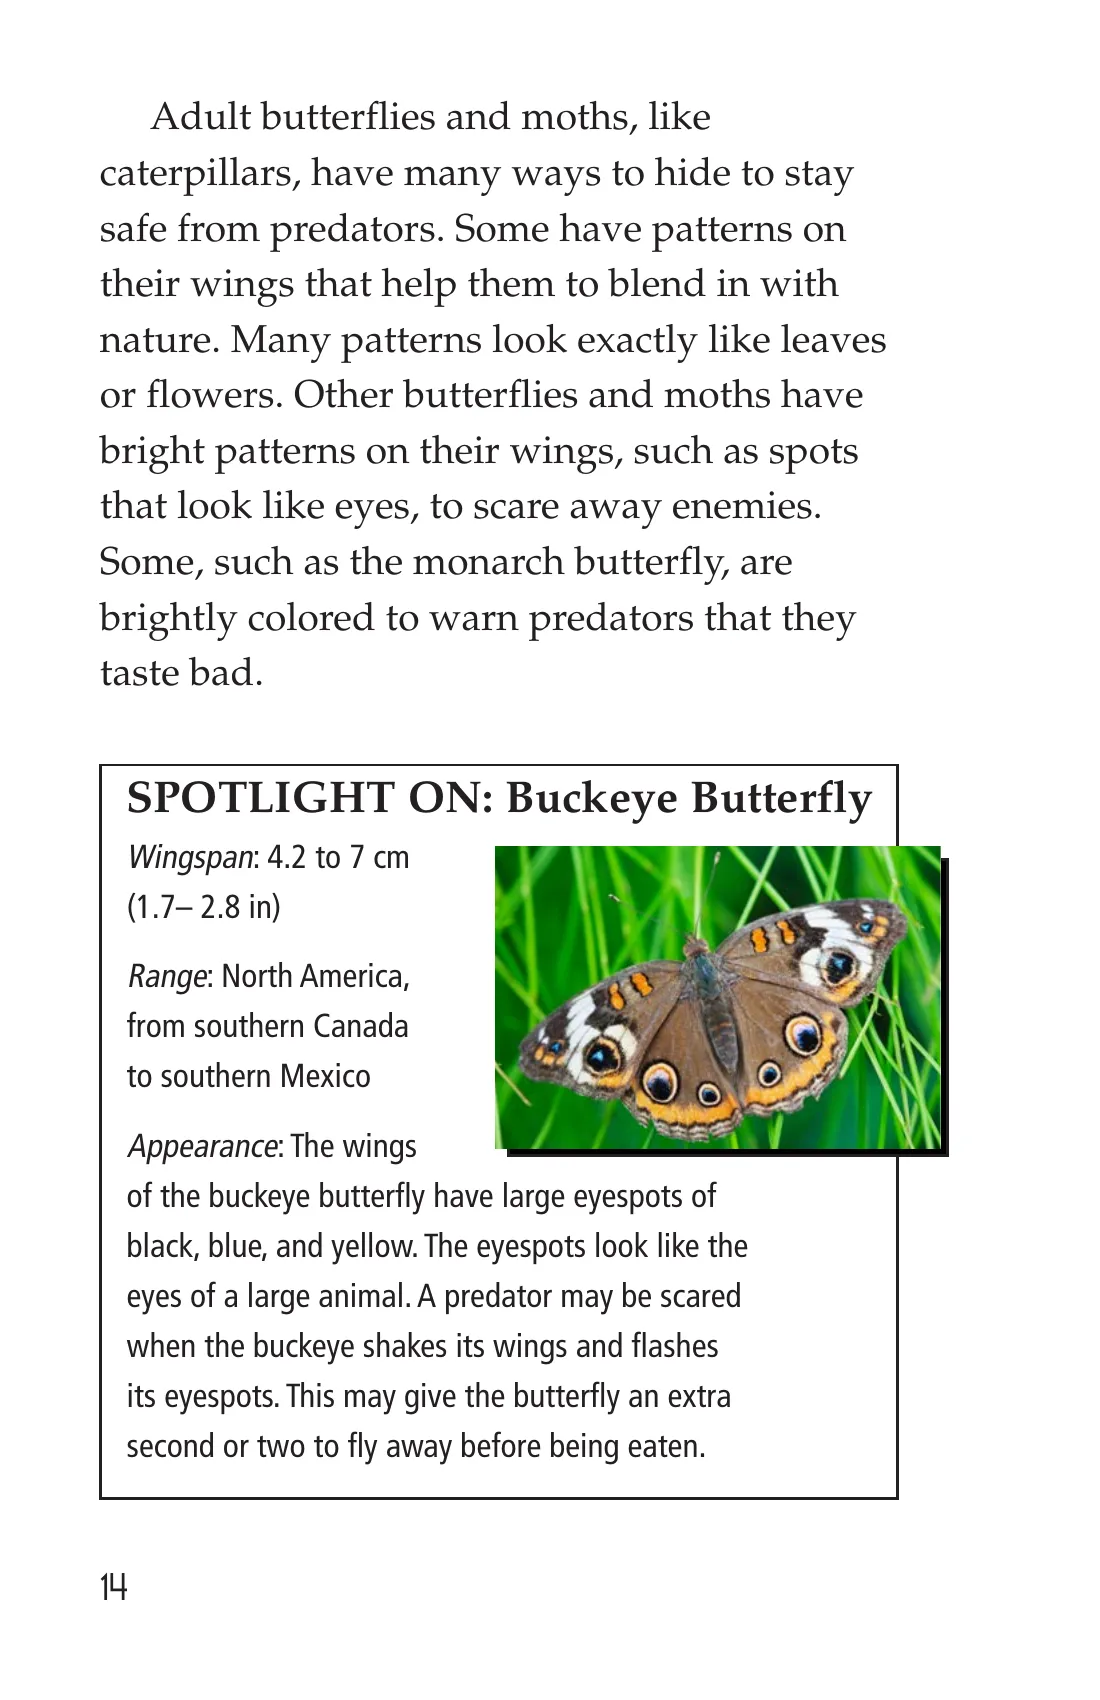 Adult butterflies and moths, like
caterpillars, have many ways to hide to stay
safe from predators. Some have patterns on
their wings that help them to blend in with
nature. Many patterns look exactly like leaves
or flowers. Other butterflies and moths have
bright patterns on their wings, such as spots
that look like eyes, to scare away enemies.
Some, such as the monarch butterfly, are
brightly colored to warn predators that they
taste bad.
SPOTLIGHT ON: Buckeye Butterfly
Wingspan: 4.2 to 7 cm
(1.7– 2.8 in)
Range: North America,
from southern Canada
to southern Mexico
Appearance: The wings
of the buckeye butterfly have large eyespots of
black, blue, and yellow. The eyespots look like the
eyes of a large animal. A predator may be scared
when the buckeye shakes its wings and flashes
its eyespots. This may give the butterfly an extra
second or two to fly away before being eaten.
14